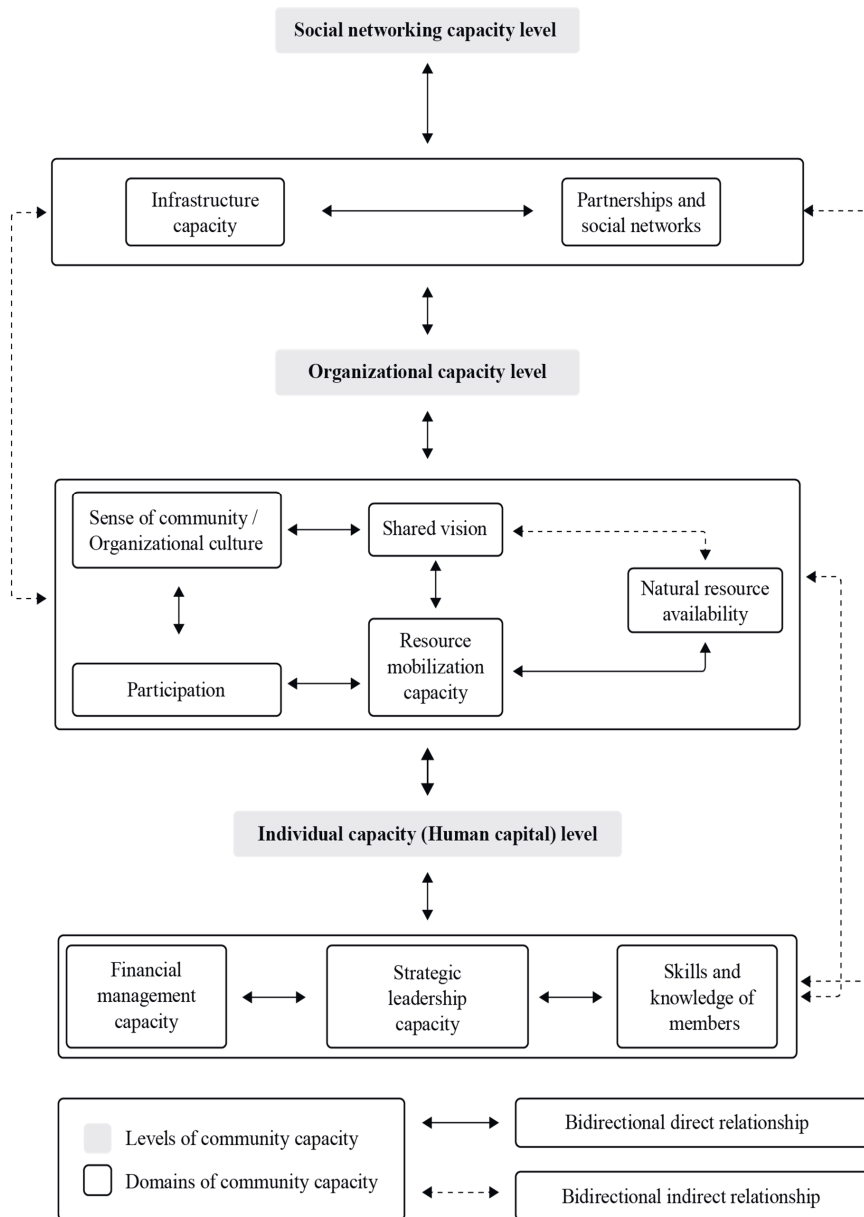 Social networking capacity level
Infrastructure
capacity
Partnerships and
social networks
Organizational capacity level
Sense of community /
Organizational culture
Shared vision
Natural resource
availability
Resource
mobilization
capacity
Participation
Individual capacity (Human capital) level
Financial
management
capacity
Strategic
leadership
capacity
Skills and
knowledge of
members
Levels of community capacity
Domains of community capacity
Bidirectional direct relationship
Bidirectional indirect relationship